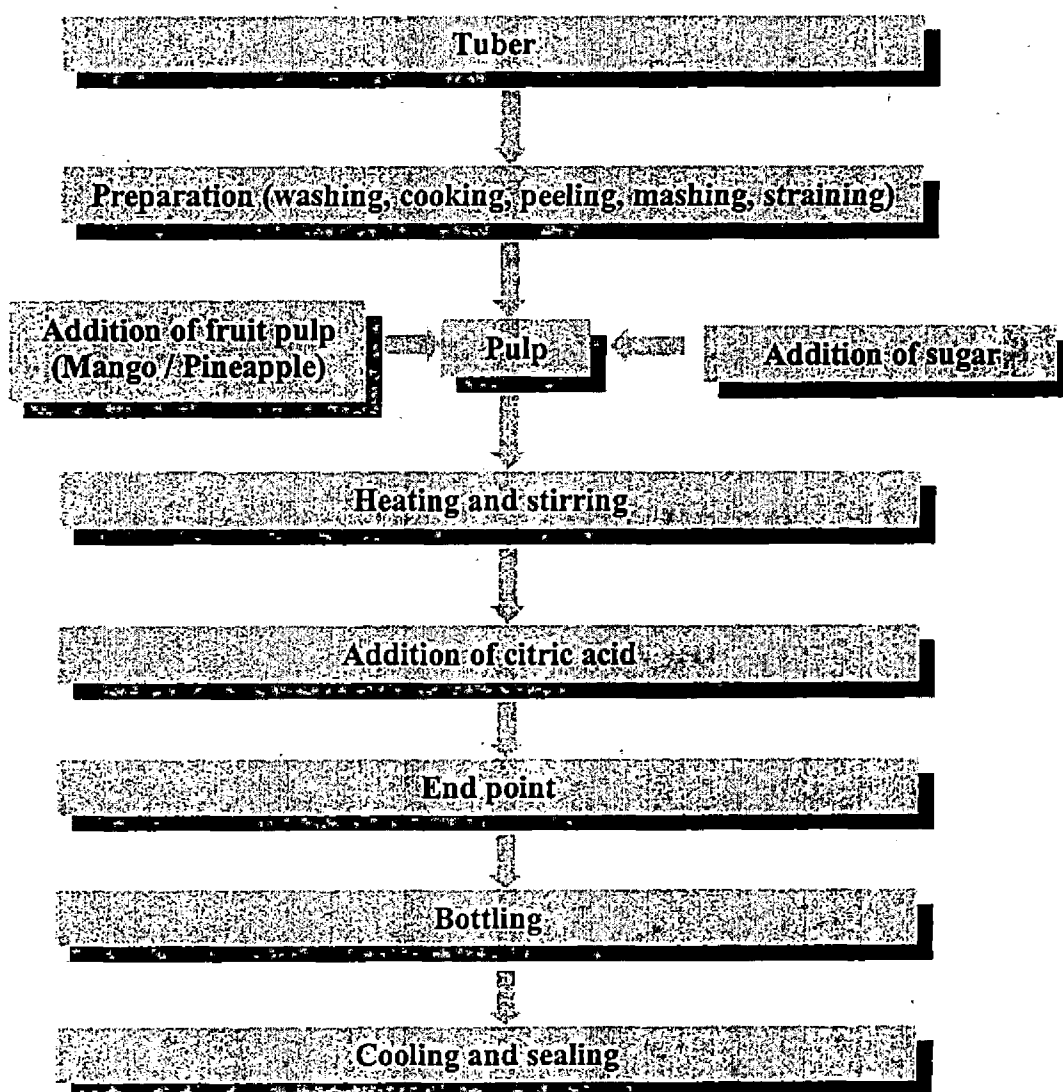 Tuber
Preparation (washing, cooking, peeling, mashing, straining)
Addition of fruit pulp
(Mango / Pineapple)
Pulp
Addition of sugar
Heating and stirring
Addition of citric acid
End point
Bottling
Cooling and sealing